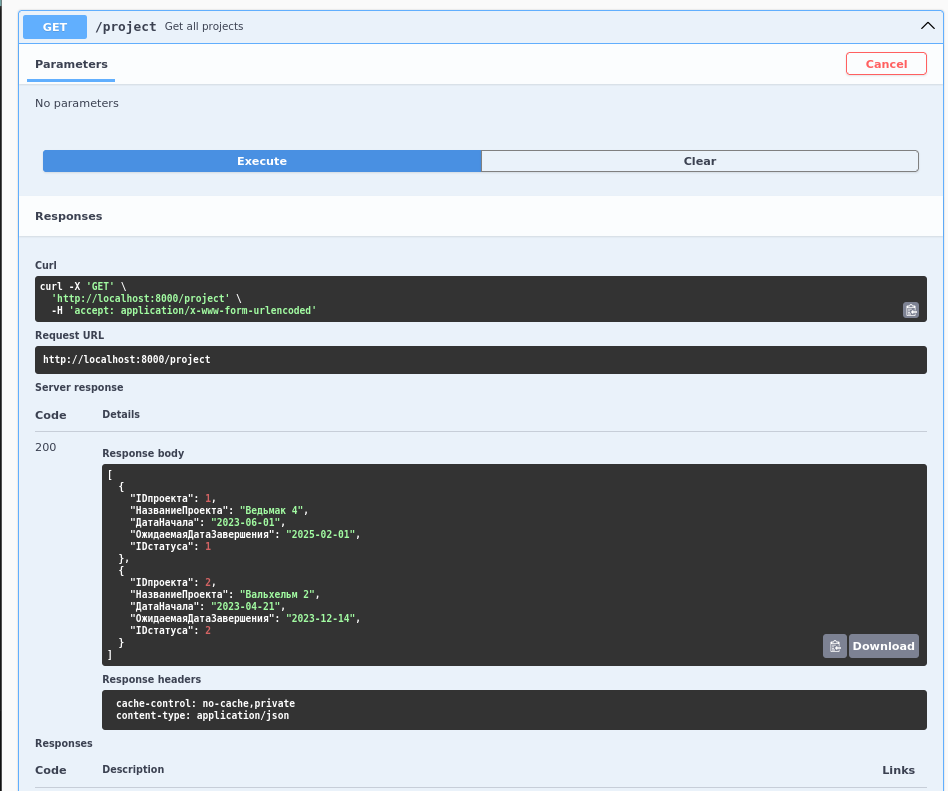 GET /project Get all projects
Parameters Cancel
No parameters
Execute Clear
Responses
Curl
curl -X 'GET' \
'http://localhost:8000/project' \
-H 'accept: application/x-www-form-urlencoded'
Request URL
http://localhost:8000/project
Server response
Code Details
200
Response body
[
{
"IDпроекта": 1,
"НазваниеПроекта": "Ведьмак 4",
"ДатаНачала": "2023-06-01",
"ОжидаемаяДатаЗавершения": "2025-02-01",
"IDстатуса": 1
},
{
"IDпроекта": 2,
"НазваниеПроекта": "Вальхельм 2",
"ДатаНачала": "2023-04-21",
"ОжидаемаяДатаЗавершения": "2023-12-14",
"IDстатуса": 2
}
]
Download
Response headers
cache-control: no-cache,private
content-type: application/json
Responses
Code Description Links